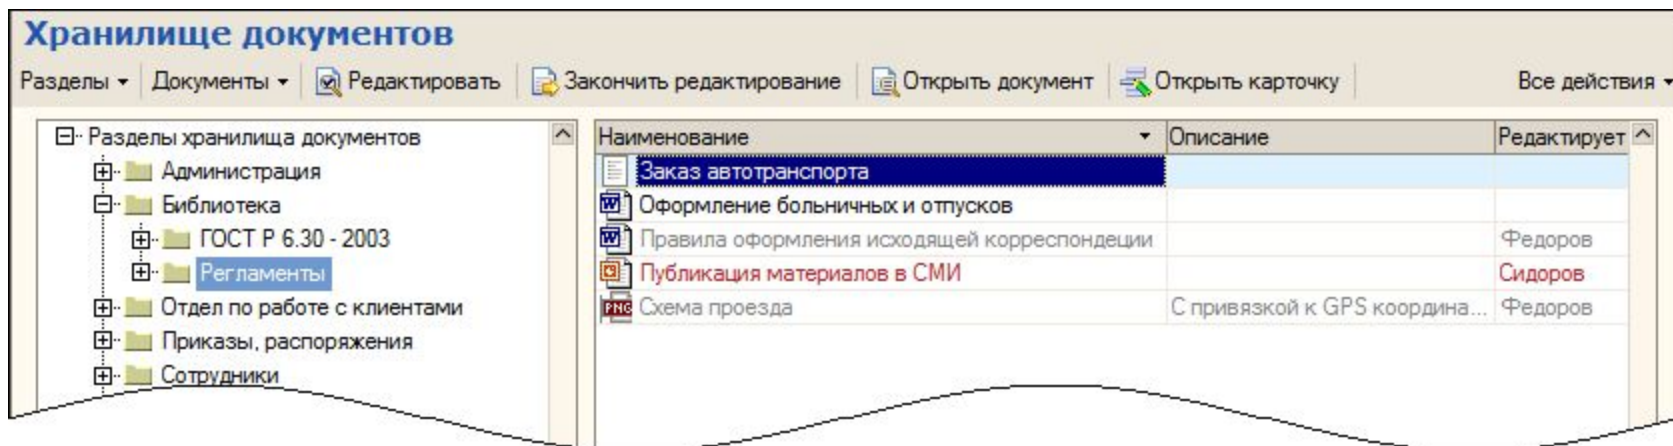 Хранилище документов
Разделы Документы Редактировать Закончить редактирование Открыть документ Открыть карточку Все действия
Разделы хранилища документов
Администрация
Библиотека
ГОСТ Р 6.30 - 2003
Регламенты
Отдел по работе с клиентами
Приказы, распоряжения
Сотрудники
Наименование Описание Редактирует
Заказ автотранспорта
W Оформление больничных и отпусков
W Правила оформления исходящей корреспондеции Федоров
Публикация материалов в СМИ Сидоров
PNG Схема проезда С привязкой к GPS координа... Федоров